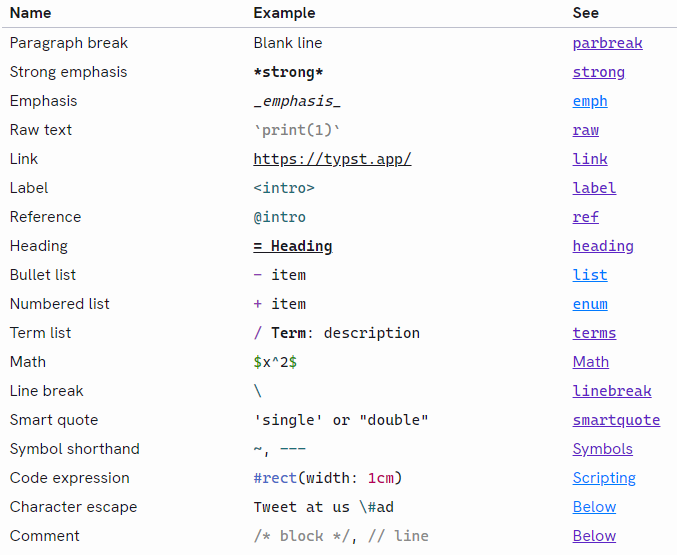 Name Example See
Paragraph break Blank line parbreak
Strong emphasis *strong* strong
Emphasis _emphasis_ emph
Raw text `print(1)` raw
Link https://typst.app/ link
Label <intro> label
Reference @intro ref
Heading = Heading heading
Bullet list - item list
Numbered list + item enum
Term list / Term: description terms
Math $x^2$ Math
Line break \ linebreak
Smart quote 'single' or "double" smartquote
Symbol shorthand ~, --- Symbols
Code expression #rect(width: 1cm) Scripting
Character escape Tweet at us \#ad Below
Comment /* block */, // line Below